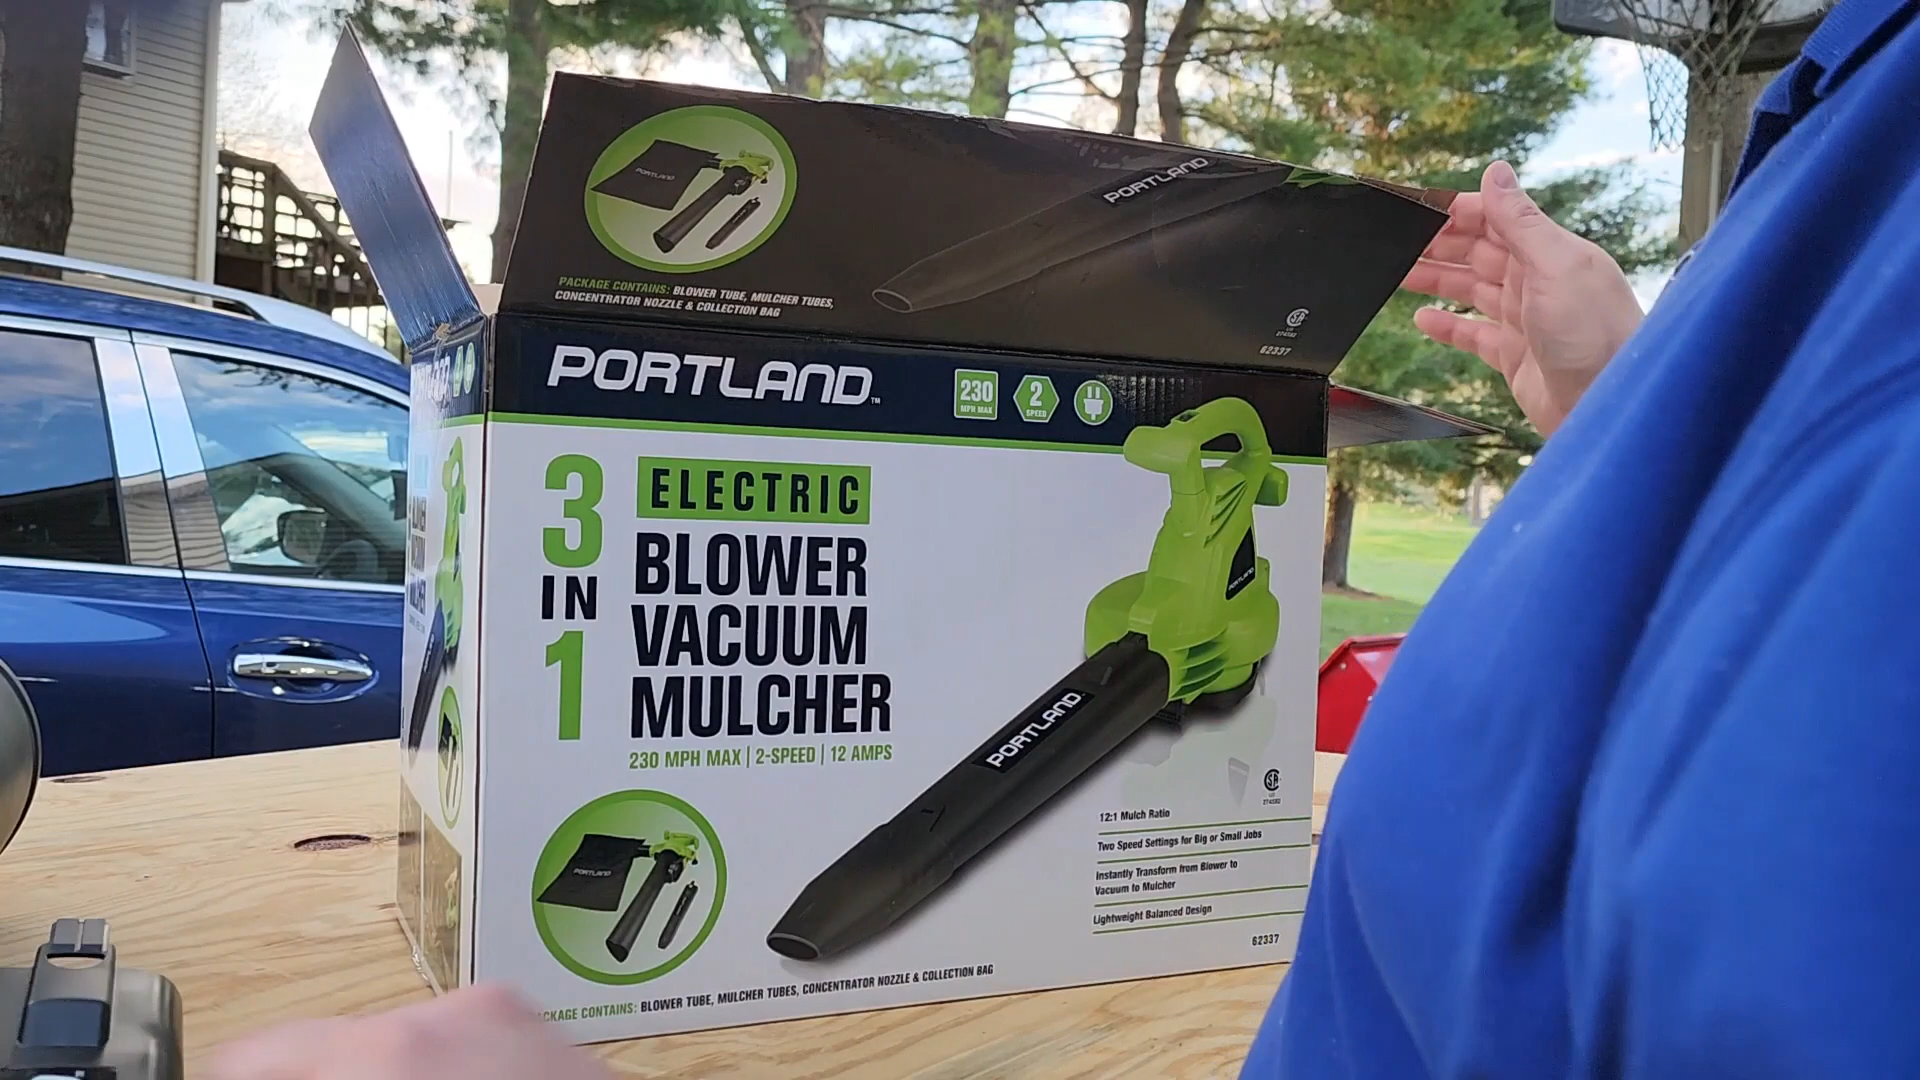 PORTLAND
PORTLAND
PACKAGE CONTAINS: BLOWER TUBE, MULCHER TUBES,
CONCENTRATOR NOZZLE & COLLECTION BAG
62337
PORTLAND™
230
MPH MAX
2
SPEED
3 IN 1
ELECTRIC
BLOWER
VACUUM
MULCHER
230 MPH MAX | 2-SPEED | 12 AMPS
PORTLAND
PORTLAND
PORTLAND
12:1 Mulch Ratio
Two Speed Settings for Big or Small Jobs
Instantly Transform from Blower to
Vacuum to Mulcher
Lightweight Balanced Design
62337
CKAGE CONTAINS: BLOWER TUBE, MULCHER TUBES, CONCENTRATOR NOZZLE & COLLECTION BAG